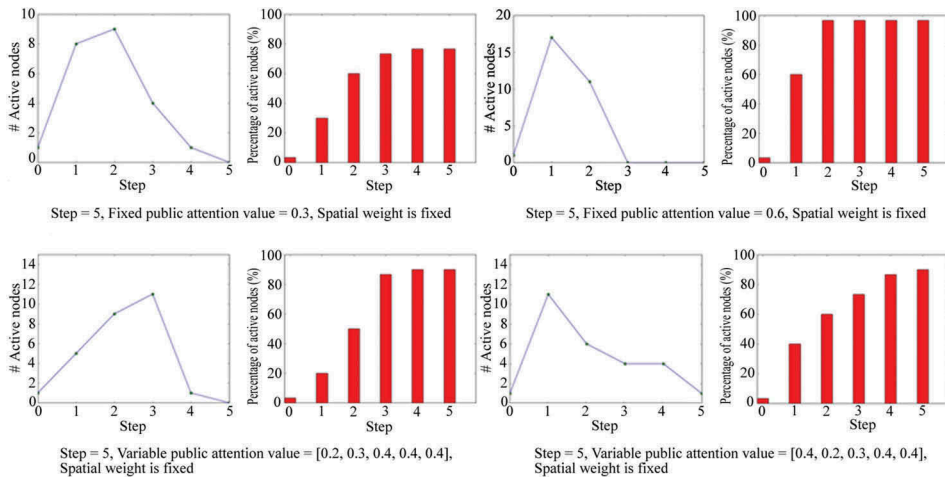 # Active nodes
10
8
6
4
2
0
0 1 2 3 4 5
Step
Percentage of active nodes (%)
100
80
60
40
20
0
0 1 2 3 4 5
Step
Step = 5, Fixed public attention value = 0.3, Spatial weight is fixed
# Active nodes
20
15
10
5
0
0 1 2 3 4 5
Step
Percentage of active nodes (%)
100
80
60
40
20
0
0 1 2 3 4 5
Step
Step = 5, Fixed public attention value = 0.6, Spatial weight is fixed
# Active nodes
14
12
10
8
6
4
2
0
0 1 2 3 4 5
Step
Percentage of active nodes (%)
100
80
60
40
20
0
0 1 2 3 4 5
Step
Step = 5, Variable public attention value = [0.2, 0.3, 0.4, 0.4, 0.4],
Spatial weight is fixed
# Active nodes
14
12
10
8
6
4
2
0
0 1 2 3 4 5
Step
Percentage of active nodes (%)
100
80
60
40
20
0
0 1 2 3 4 5
Step
Step = 5, Variable public attention value = [0.4, 0.2, 0.3, 0.4, 0.4],
Spatial weight is fixed